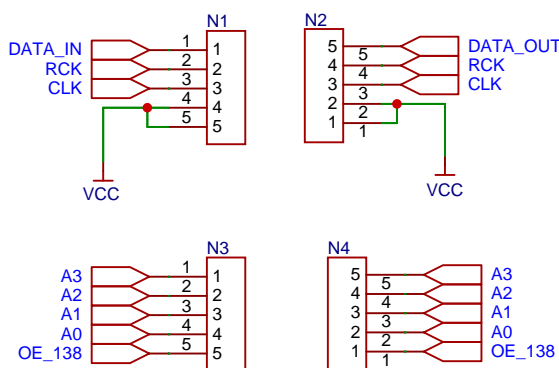 N1
DATA_IN 1 1
RCK 2 2
CLK 3 3
4 4
5 5
VCC
N2
5 5 DATA_OUT
4 4 RCK
3 3 CLK
2 2
1 1
VCC
N3
A3 1 1
A2 2 2
A1 3 3
A0 4 4
OE_138 5 5
N4
5 5 A3
4 4 A2
3 3 A1
2 2 A0
1 1 OE_138